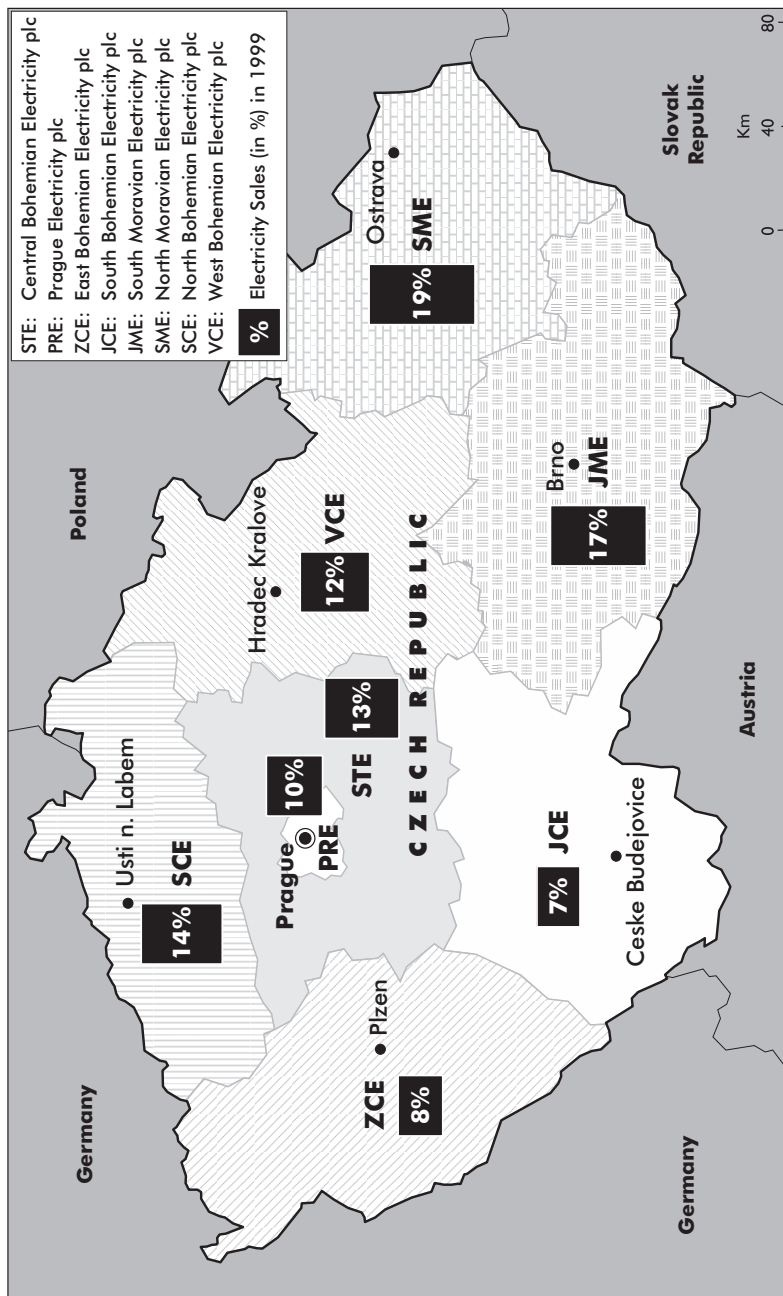 STE: Central Bohemian Electricity plc
PRE: Prague Electricity plc
ZCE: East Bohemian Electricity plc
JCE: South Bohemian Electricity plc
JME: South Moravian Electricity plc
SME: North Moravian Electricity plc
SCE: North Bohemian Electricity plc
VCE: West Bohemian Electricity plc
% Electricity Sales (in %) in 1999
Germany
Poland
Usti n. Labem
SCE
14%
Hradec Kralove
VCE
12%
Prague
PRE
10%
STE
13%
Ostrava
SME
19%
ZCE
Plzen
8%
CZECH REPUBLIC
JCE
7%
Ceske Budejovice
Brno
JME
17%
Germany
Austria
Slovak
Republic
Km
0 40 80